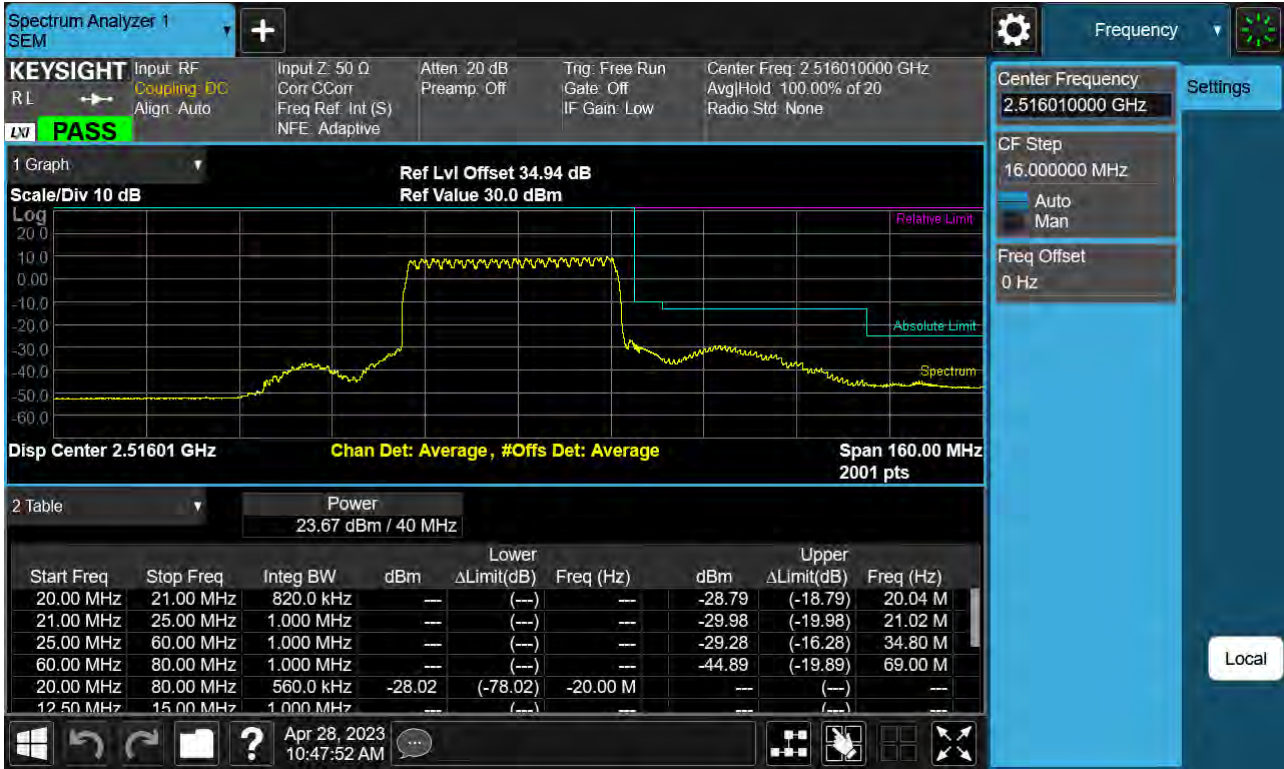 Spectrum Analyzer 1
SEM
Frequency
KEYSIGHT
RL
LXI
PASS
Input: RF
Coupling: DC
Align: Auto
Input Z: 50 Ω
Corr CCorr
Freq Ref: Int (S)
NFE: Adaptive
Atten: 20 dB
Preamp: Off
Trig: Free Run
Gate: Off
IF Gain: Low
Center Freq: 2.516010000 GHz
Avg|Hold: 100.00% of 20
Radio Std: None
Center Frequency
2.516010000 GHz
Settings
CF Step
16.000000 MHz
Auto
Man
Freq Offset
0 Hz
Local
1 Graph
Scale/Div 10 dB
Ref Lvl Offset 34.94 dB
Ref Value 30.0 dBm
Log
20.0
10.0
0.00
-10.0
-20.0
-30.0
-40.0
-50.0
-60.0
Relative Limit
Absolute Limit
Spectrum
Disp Center 2.51601 GHz
Chan Det: Average, #Offs Det: Average
Span 160.00 MHz
2001 pts
2 Table
Power
23.67 dBm / 40 MHz
Lower Upper
Start Freq Stop Freq Integ BW dBm ΔLimit(dB) Freq (Hz) dBm ΔLimit(dB) Freq (Hz)
20.00 MHz 21.00 MHz 820.0 kHz --- (---) --- -28.79 (-18.79) 20.04 M
21.00 MHz 25.00 MHz 1.000 MHz --- (---) --- -29.98 (-19.98) 21.02 M
25.00 MHz 60.00 MHz 1.000 MHz --- (---) --- -29.28 (-16.28) 34.80 M
60.00 MHz 80.00 MHz 1.000 MHz --- (---) --- -44.89 (-19.89) 69.00 M
20.00 MHz 80.00 MHz 560.0 kHz -28.02 (-78.02) -20.00 M --- (---) ---
12.50 MHz 15.00 MHz 1.000 MHz --- (---) --- --- (---) ---
?
Apr 28, 2023
10:47:52 AM